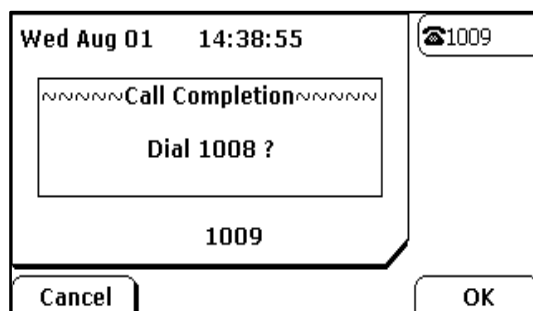 Wed Aug 01 14:38:55
☎1009
~~~~~Call Completion~~~~~
Dial 1008 ?
1009
Cancel
OK